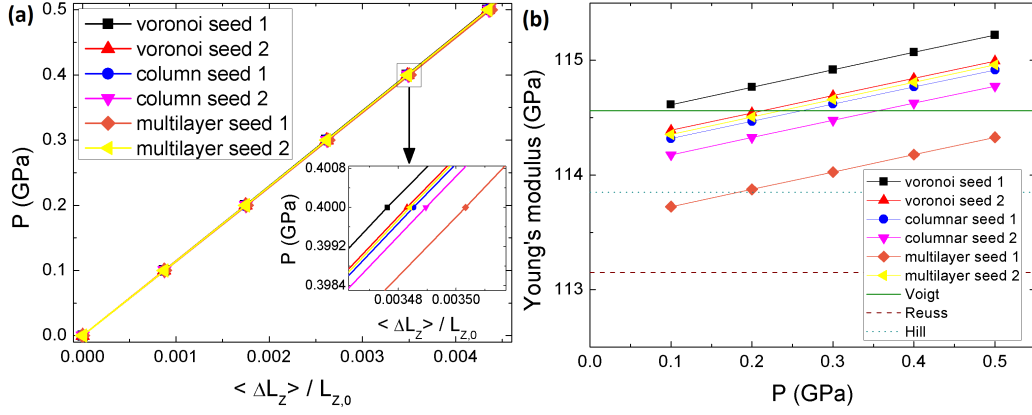 (a)
P (GPa)
0.5
0.4
0.3
0.2
0.1
0.0
voronoi seed 1
voronoi seed 2
column seed 1
column seed 2
multilayer seed 1
multilayer seed 2
P (GPa)
0.4008
0.4000
0.3992
0.3984
0.00348
0.00350
< ΔL_z > / L_z,0
0.000
0.001
0.002
0.003
0.004
< ΔL_z > / L_z,0
(b)
Young's modulus (GPa)
115
114
113
voronoi seed 1
voronoi seed 2
columnar seed 1
columnar seed 2
multilayer seed 1
multilayer seed 2
Voigt
Reuss
Hill
0.0
0.1
0.2
0.3
0.4
0.5
P (GPa)